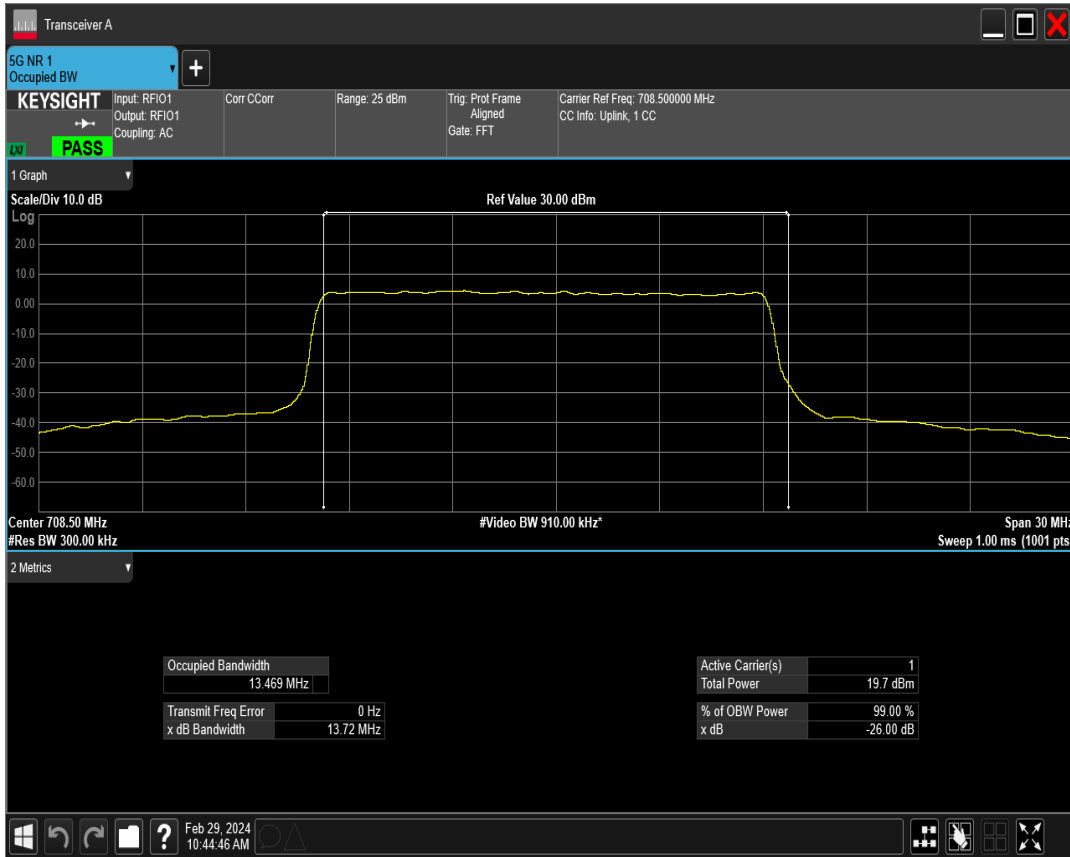 Transceiver A
5G NR 1
Occupied BW
+
KEYSIGHT
LXI
PASS
Input: RFIO1
Output: RFIO1
Coupling: AC
Corr CCorr
Range: 25 dBm
Trig: Prot Frame
Aligned
Gate: FFT
Carrier Ref Freq: 708.500000 MHz
CC Info: Uplink, 1 CC
1 Graph
Scale/Div 10.0 dB
Ref Value 30.00 dBm
Log
20.0
10.0
0.00
-10.0
-20.0
-30.0
-40.0
-50.0
-60.0
Center 708.50 MHz
#Video BW 910.00 kHz*
Span 30 MHz
#Res BW 300.00 kHz
Sweep 1.00 ms (1001 pts
2 Metrics
Occupied Bandwidth
13.469 MHz
Transmit Freq Error 0 Hz
x dB Bandwidth 13.72 MHz
Active Carrier(s) 1
Total Power 19.7 dBm
% of OBW Power 99.00 %
x dB -26.00 dB
?
Feb 29, 2024
10:44:46 AM